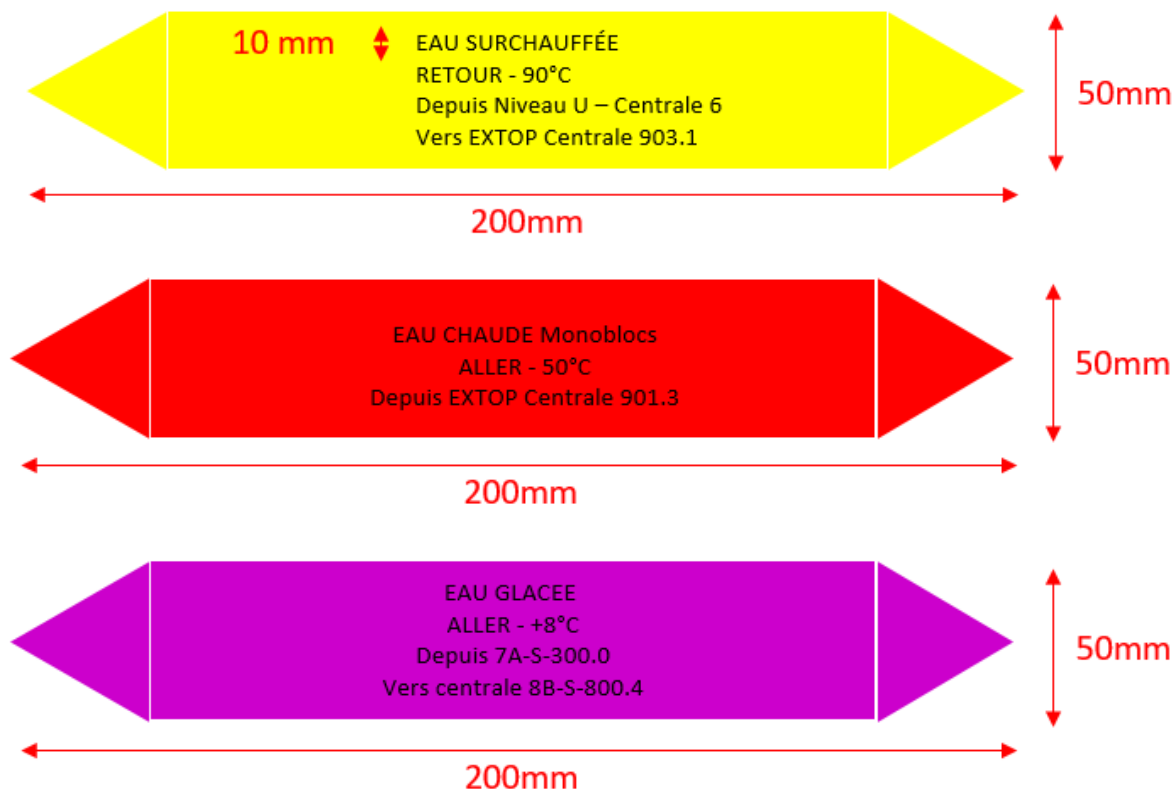 10 mm
EAU SURCHAUFFÉE
RETOUR - 90°C
Depuis Niveau U – Centrale 6
Vers EXTOP Centrale 903.1
50mm
200mm
EAU CHAUDE Monoblocs
ALLER - 50°C
Depuis EXTOP Centrale 901.3
50mm
200mm
EAU GLACEE
ALLER - +8°C
Depuis 7A-S-300.0
Vers centrale 8B-S-800.4
50mm
200mm